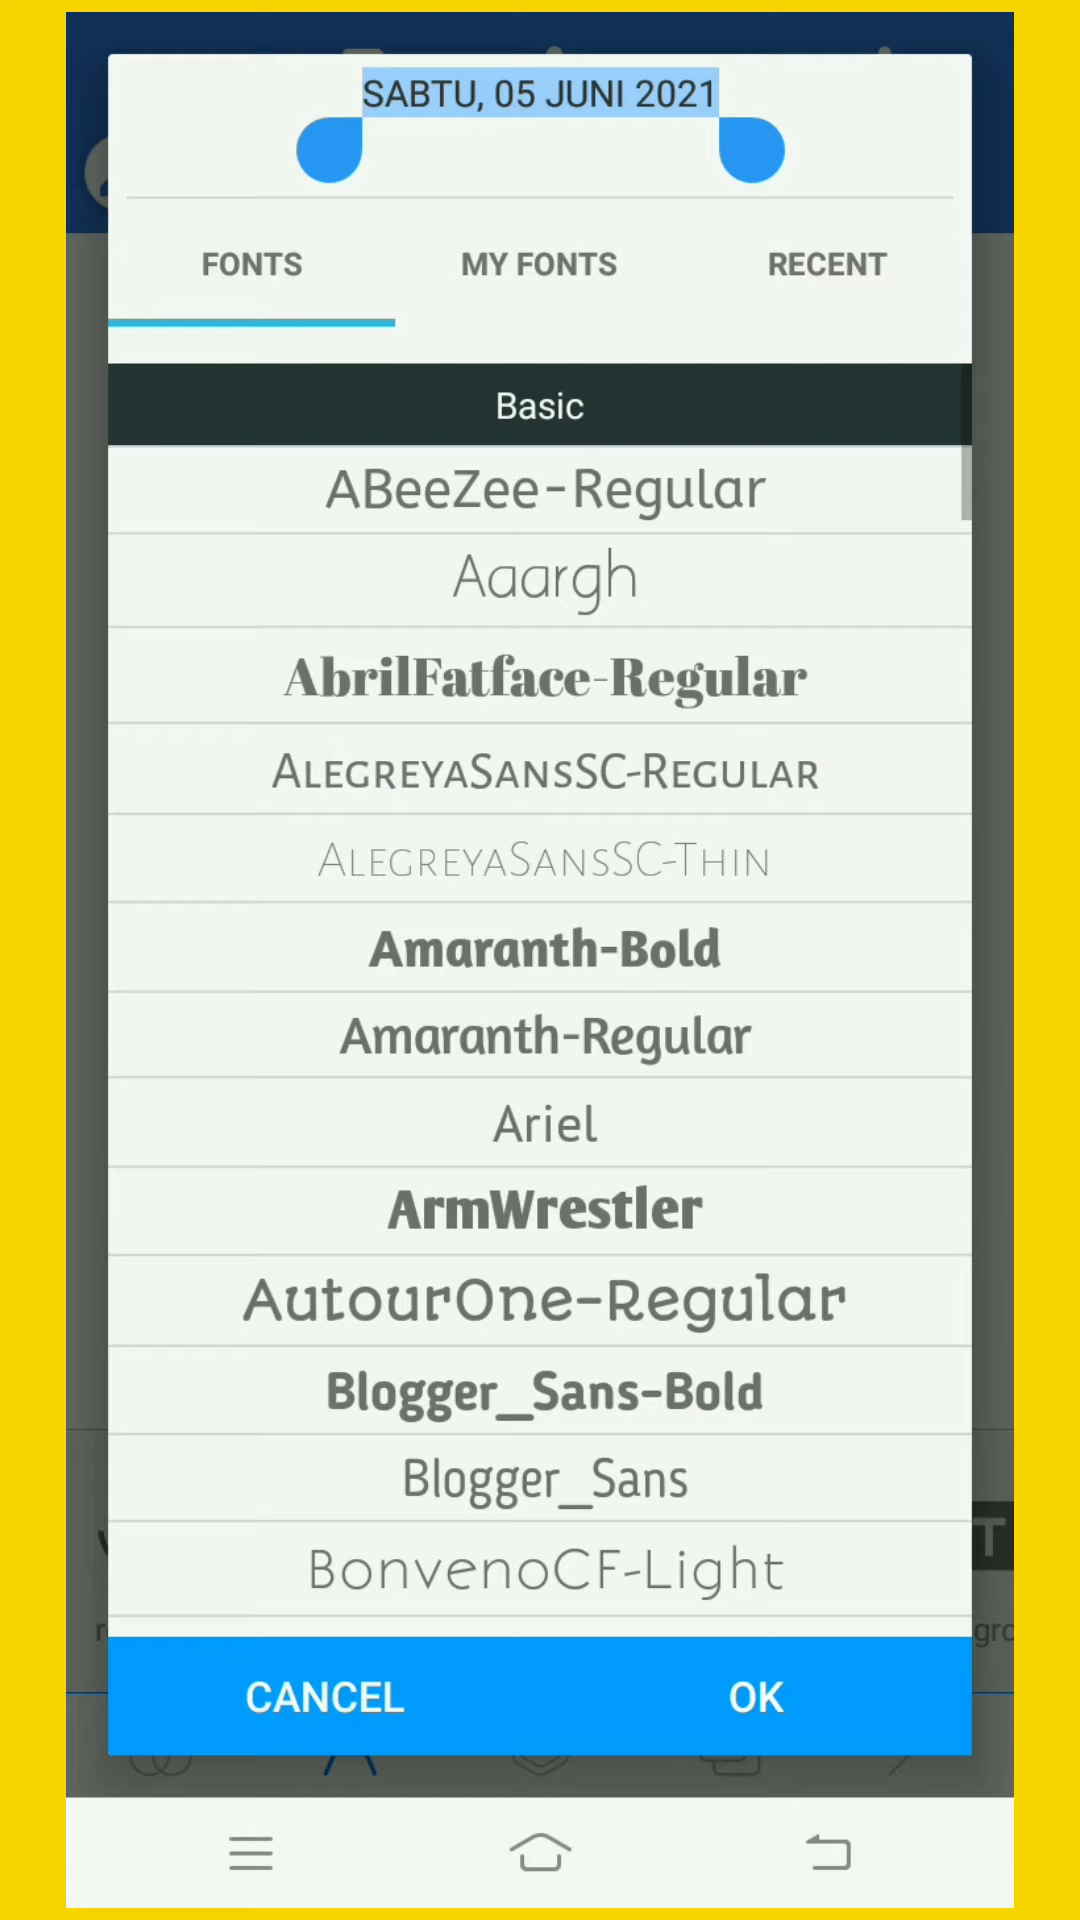 SABTU, 05 JUNI 2021
FONTS
MY FONTS
RECENT
Basic
ABeeZee-Regular
Aaargh
AbrilFatface-Regular
AlegreyaSansSC-Regular
AlegreyaSansSC-Thin
Amaranth-Bold
Amaranth-Regular
Ariel
ArmWrestler
AutourOne-Regular
Blogger_Sans-Bold
Blogger_Sans
BonvenoCF-Light
CANCEL
OK